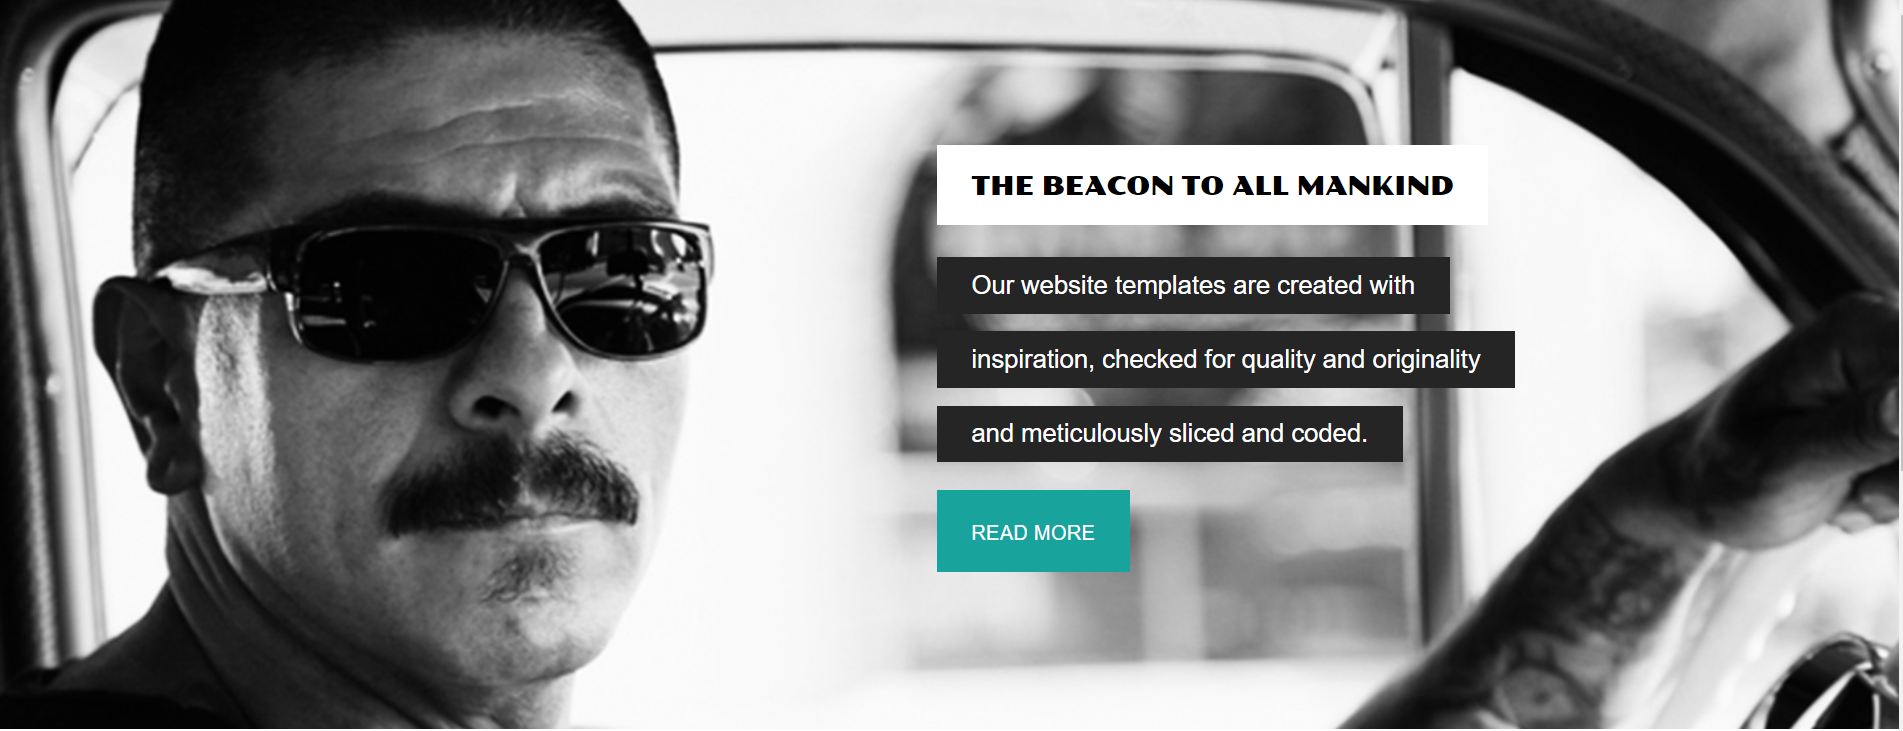 THE BEACON TO ALL MANKIND
Our website templates are created with
inspiration, checked for quality and originality
and meticulously sliced and coded.
READ MORE